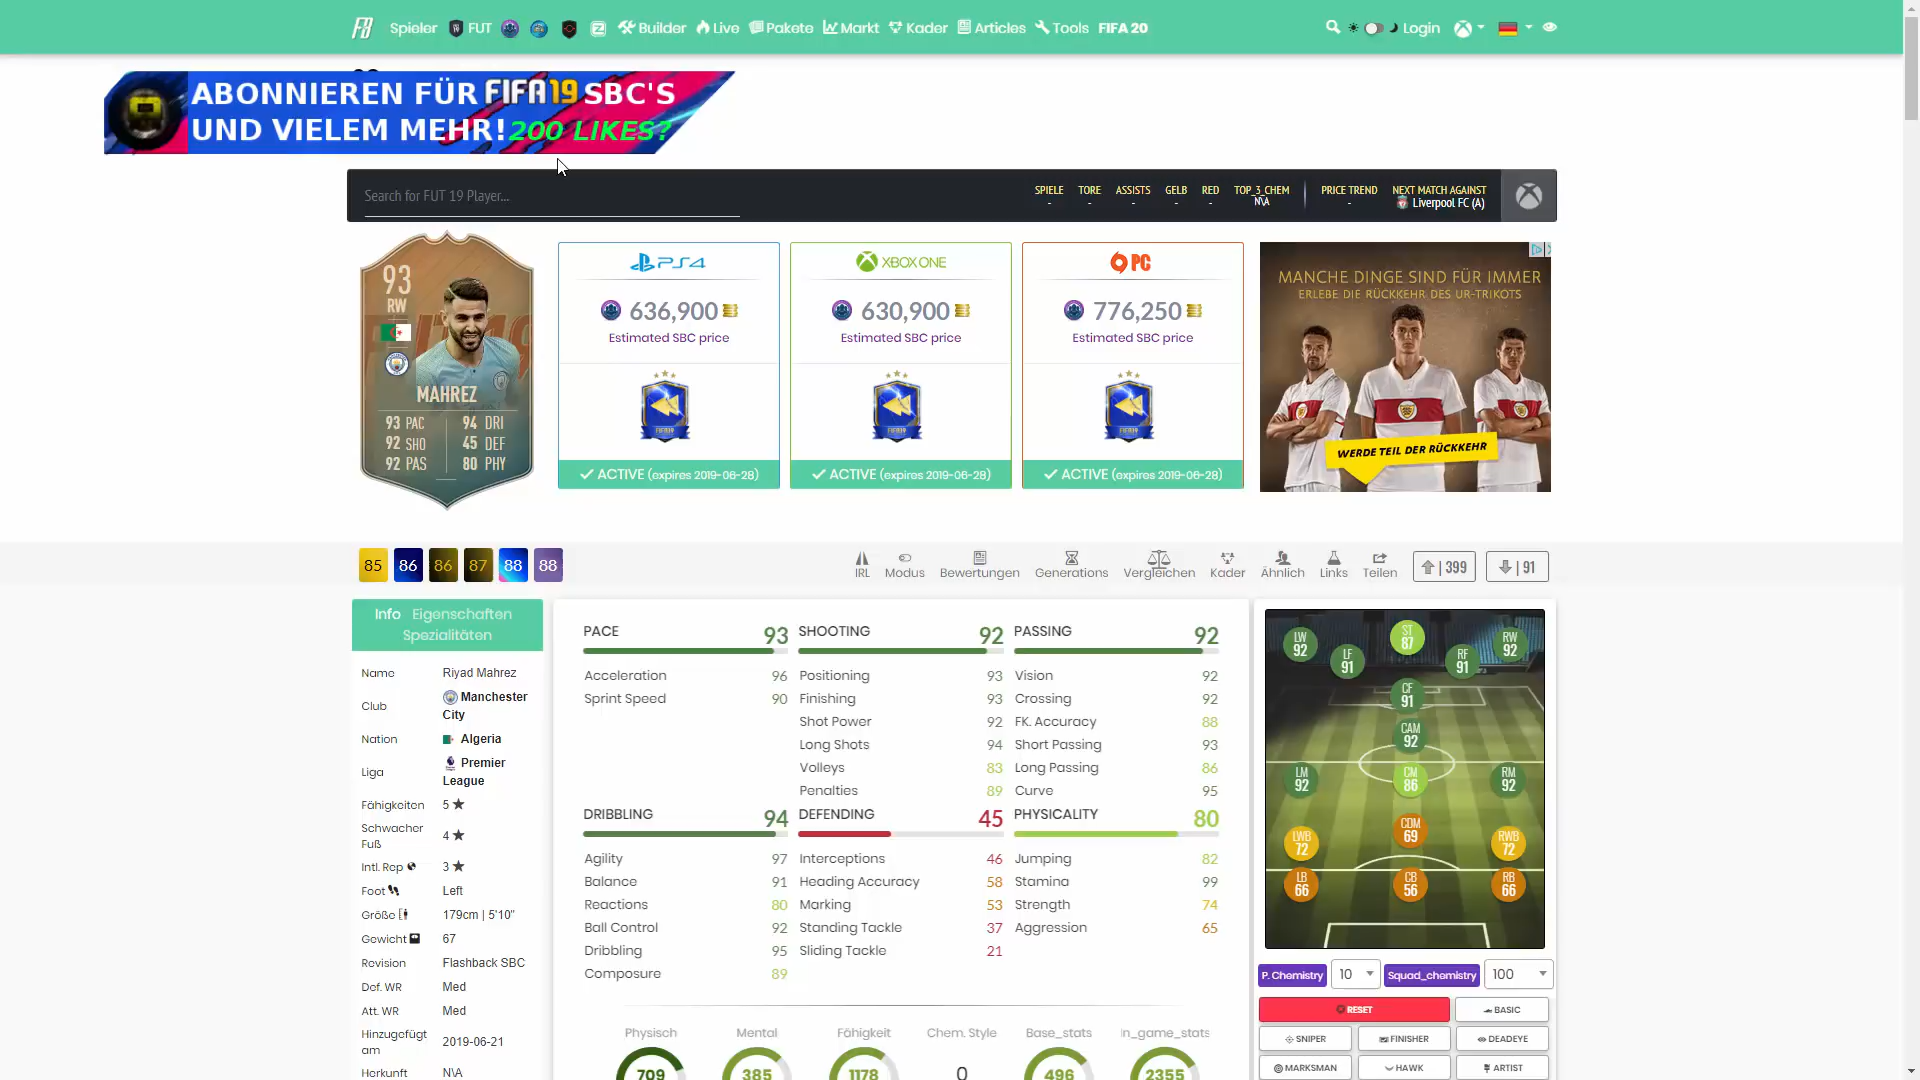 Spieler FUT Builder Live Pakete Markt Kader Articles Tools FIFA 20 Login
ABONNIEREN FÜR FIFA19 SBC'S
UND VIELEM MEHR! 200 LIKES?
Search for FUT 19 Player...
SPIELE TORE ASSISTS GELB RED TOP_3_CHEM PRICE TREND NEXT MATCH AGAINST
- - - - - N\A - Liverpool FC (A)
93
RW
MAHREZ
93 PAC 94 DRI
92 SHO 45 DEF
92 PAS 80 PHY
PS4
636,900
Estimated SBC price
FIFA19
ACTIVE (expires 2019-06-28)
XBOX ONE
630,900
Estimated SBC price
FIFA19
ACTIVE (expires 2019-06-28)
PC
776,250
Estimated SBC price
FIFA19
ACTIVE (expires 2019-06-28)
MANCHE DINGE SIND FÜR IMMER
ERLEBE DIE RÜCKKEHR DES UR-TRIKOTS
WERDE TEIL DER RÜCKKEHR
85 86 86 87 88 88
IRL Modus Bewertungen Generations Vergleichen Kader Ähnlich Links Teilen | 399 | 91
Info Eigenschaften
Spezialitäten
Name Riyad Mahrez
Club Manchester
City
Nation Algeria
Liga Premier
League
Fähigkeiten 5 ★
Schwacher
Fuß 4 ★
Intl. Rep 3 ★
Foot Left
Größe 179cm | 5'10"
Gewicht 67
Revision Flashback SBC
Def. WR Med
Att. WR Med
Hinzugefügt
am 2019-06-21
Herkunft N\A
PACE 93
Acceleration 96
Sprint Speed 90
SHOOTING 92
Positioning 93
Finishing 93
Shot Power 92
Long Shots 94
Volleys 83
Penalties 89
PASSING 92
Vision 92
Crossing 92
FK. Accuracy 88
Short Passing 93
Long Passing 86
Curve 95
DRIBBLING 94
Agility 97
Balance 91
Reactions 80
Ball Control 92
Dribbling 95
Composure 89
DEFENDING 45
Interceptions 46
Heading Accuracy 58
Marking 53
Standing Tackle 37
Sliding Tackle 21
PHYSICALITY 80
Jumping 82
Stamina 99
Strength 74
Aggression 65
Physisch Mental Fähigkeit Chem. Style Base_stats In_game_stats
709 385 1178 0 496 2355
LW
92
LF
91
ST
87
RF
91
RW
92
CF
91
CAM
92
LM
92
CM
86
RM
92
LWB
72
CDM
69
RWB
72
LB
66
CB
56
RB
66
P. Chemistry 10 Squad_chemistry 100
RESET BASIC
SNIPER FINISHER DEADEYE
MARKSMAN HAWK ARTIST